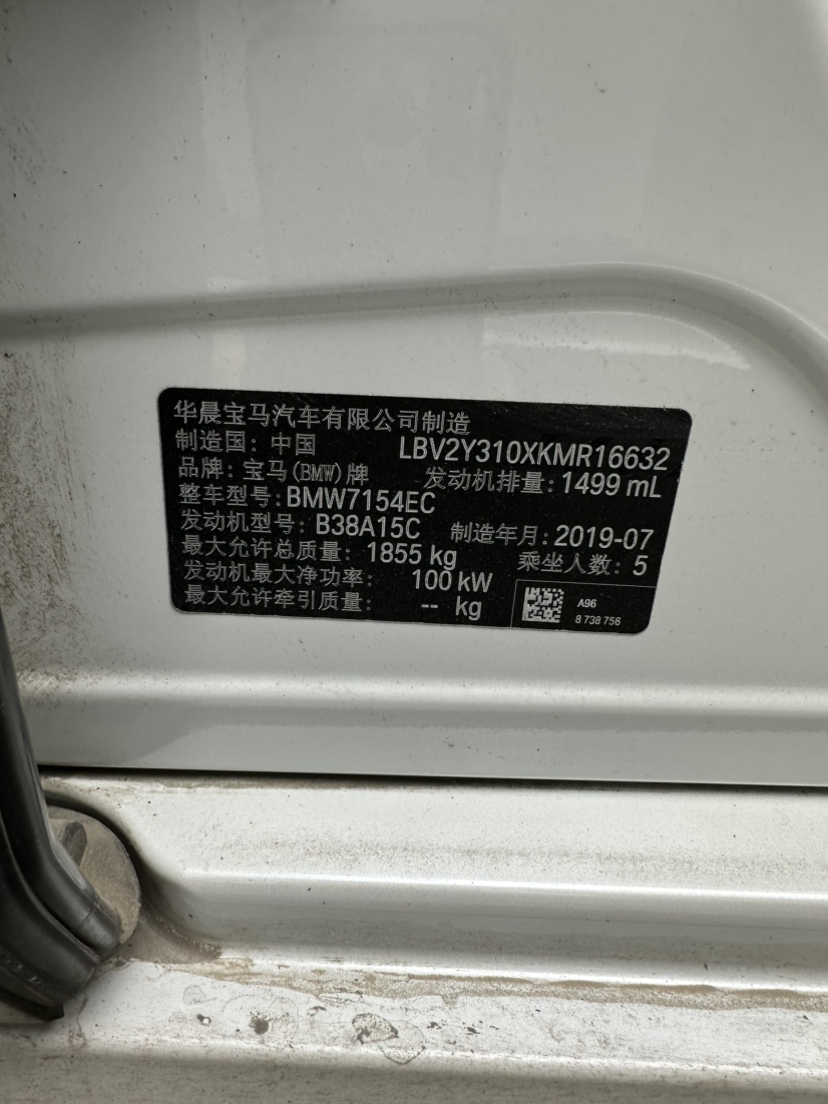 华晨宝马汽车有限公司制造
制造国: 中国 LBV2Y310XKMR16632
品牌: 宝马(BMW)牌 发动机排量: 1499 mL
整车型号: BMW7154EC
发动机型号: B38A15C 制造年月: 2019-07
最大允许总质量: 1855 kg 乘坐人数: 5
发动机最大净功率: 100 kW
最大允许牵引质量: -- kg
A96
8 738 756